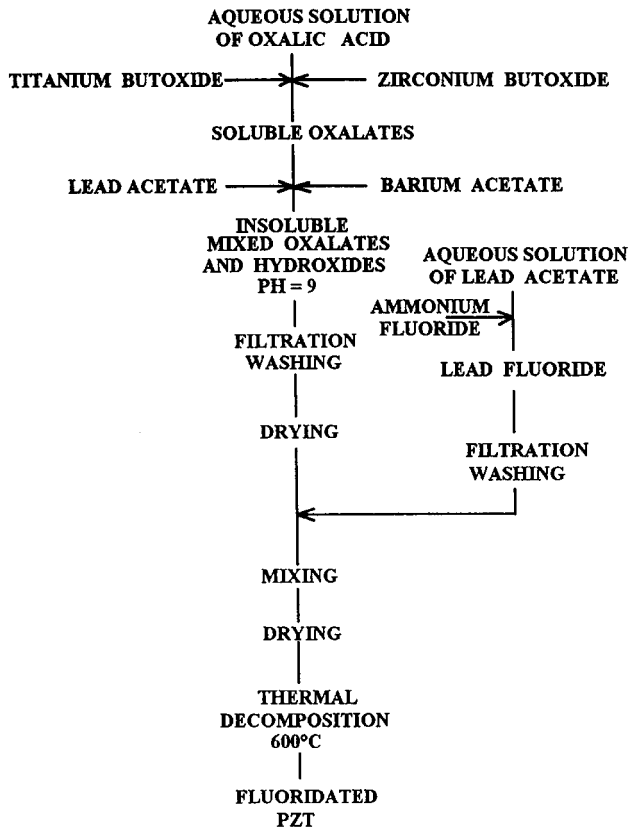 AQUEOUS SOLUTION
OF OXALIC ACID
TITANIUM BUTOXIDE
ZIRCONIUM BUTOXIDE
SOLUBLE OXALATES
LEAD ACETATE
BARIUM ACETATE
INSOLUBLE
MIXED OXALATES
AND HYDROXIDES
PH = 9
FILTRATION
WASHING
DRYING
AQUEOUS SOLUTION
OF LEAD ACETATE
AMMONIUM
FLUORIDE
LEAD FLUORIDE
FILTRATION
WASHING
MIXING
DRYING
THERMAL
DECOMPOSITION
600°C
FLUORIDATED
PZT